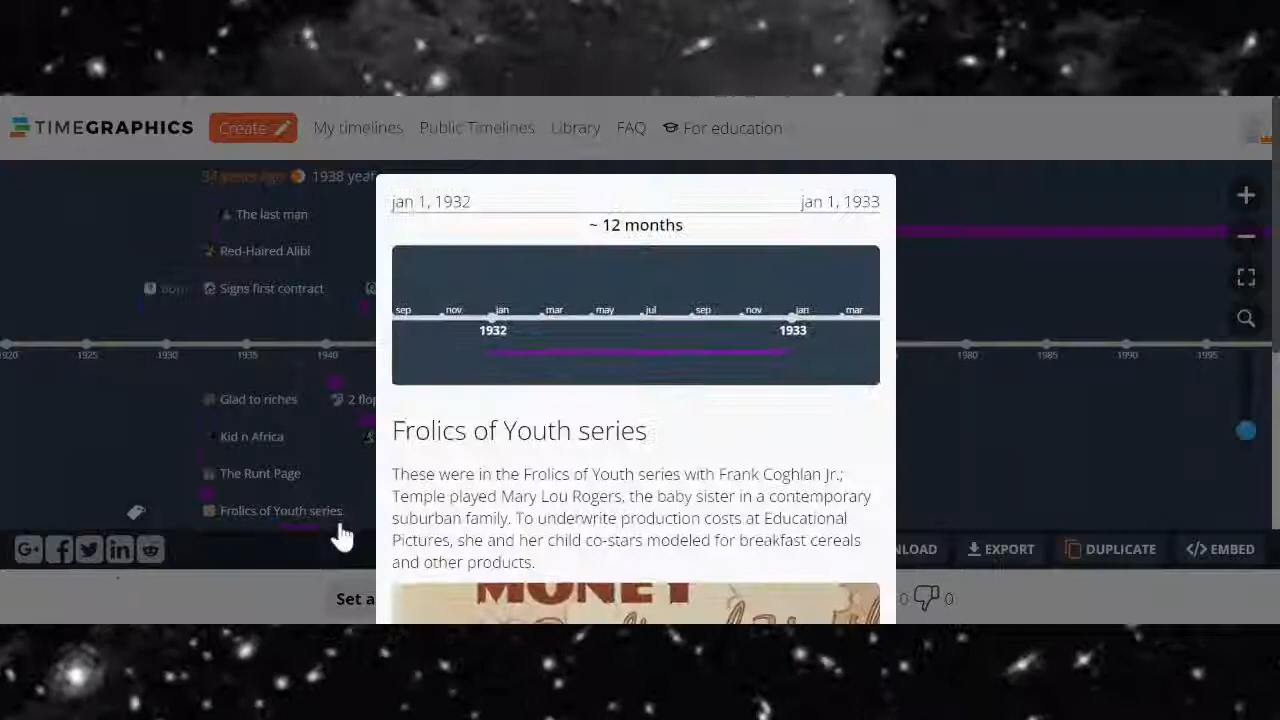 TIMEGRAPHICS Create My timelines Public Timelines Library FAQ For education
1938 year
The last man
Red-Haired Alibi
Signs first contract
1920 1925 1930 1935 1940 1980 1985 1990 1995
Glad to riches
2 flop
Kid n Africa
The Runt Page
Frolics of Youth series
jan 1, 1932 jan 1, 1933
~ 12 months
sep nov jan mar may jul sep nov jan mar
1932 1933
Frolics of Youth series
These were in the Frolics of Youth series with Frank Coghlan Jr.;
Temple played Mary Lou Rogers, the baby sister in a contemporary
suburban family. To underwrite production costs at Educational
Pictures, she and her child co-stars modeled for breakfast cereals
and other products.
MONEY
G+ f in
NLOAD EXPORT DUPLICATE </> EMBED
Set a
0 0